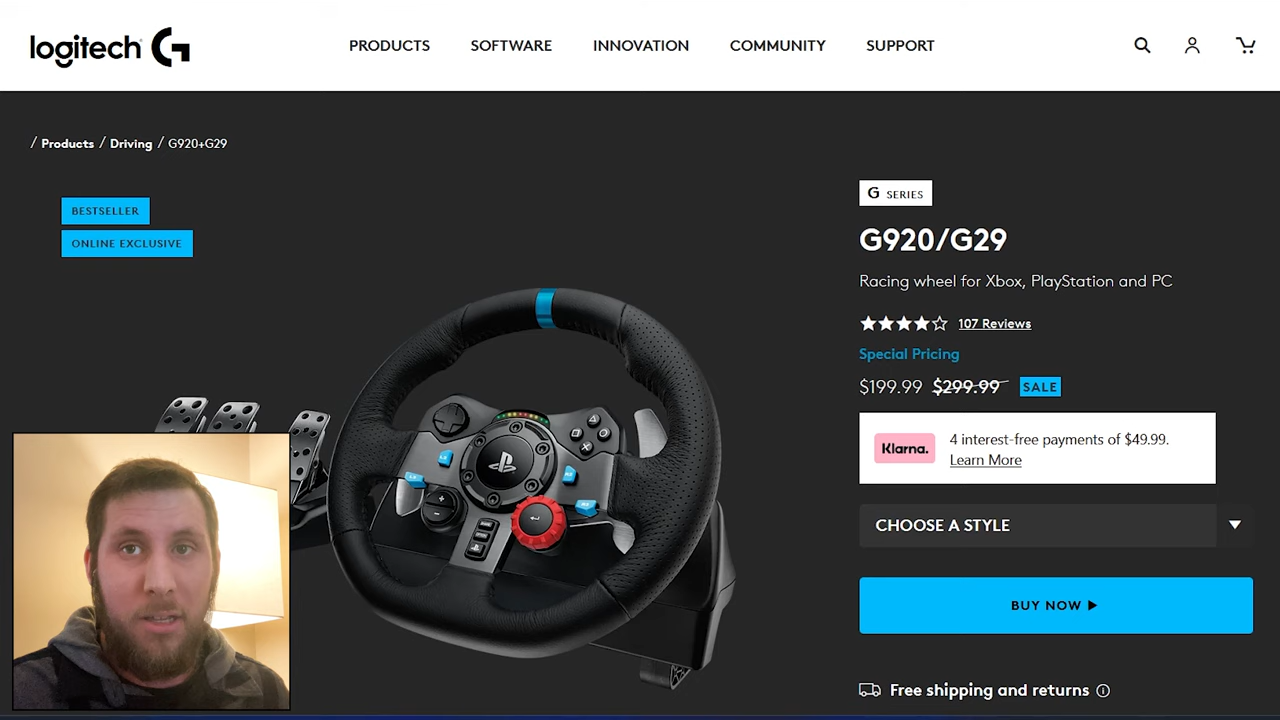 logitech G
PRODUCTS SOFTWARE INNOVATION COMMUNITY SUPPORT
/ Products / Driving / G920+G29
BESTSELLER
ONLINE EXCLUSIVE
G SERIES
G920/G29
Racing wheel for Xbox, PlayStation and PC
107 Reviews
Special Pricing
$199.99 $299.99 SALE
Klarna.
4 interest-free payments of $49.99.
Learn More
CHOOSE A STYLE
BUY NOW
Free shipping and returns